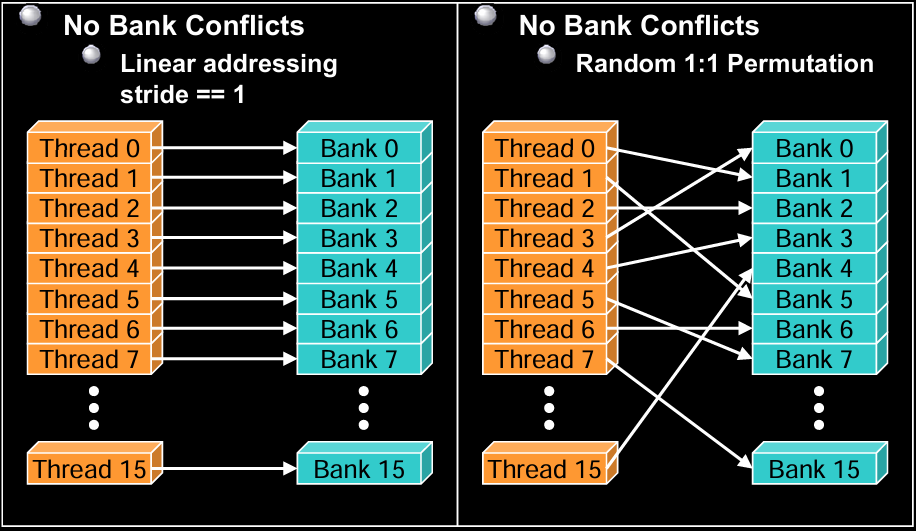 No Bank Conflicts
Linear addressing
stride == 1
Thread 0
Thread 1
Thread 2
Thread 3
Thread 4
Thread 5
Thread 6
Thread 7
Thread 15
Bank 0
Bank 1
Bank 2
Bank 3
Bank 4
Bank 5
Bank 6
Bank 7
Bank 15
No Bank Conflicts
Random 1:1 Permutation
Thread 0
Thread 1
Thread 2
Thread 3
Thread 4
Thread 5
Thread 6
Thread 7
Thread 15
Bank 0
Bank 1
Bank 2
Bank 3
Bank 4
Bank 5
Bank 6
Bank 7
Bank 15